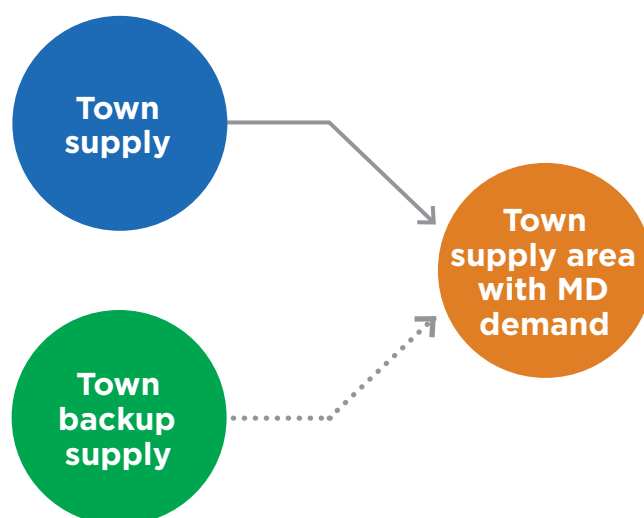 Town
supply
Town
supply area
with MD
demand
Town
backup
supply